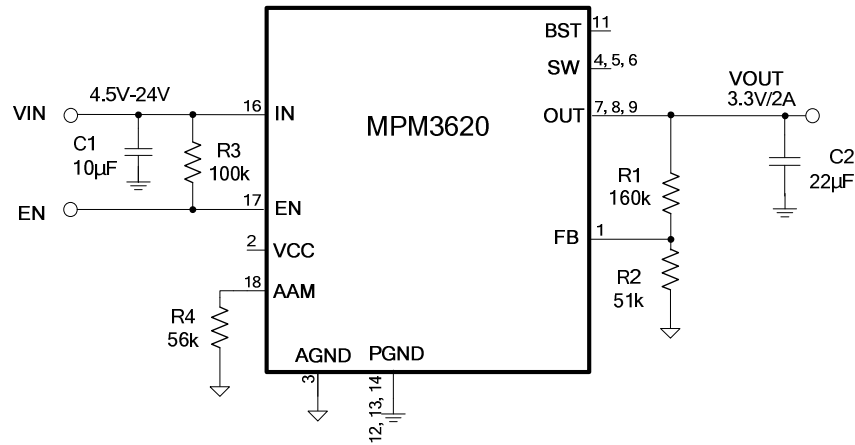 BST 11
SW 4, 5, 6
VIN 4.5V-24V 16 IN
MPM3620
OUT 7, 8, 9
VOUT
3.3V/2A
C1
10µF
R3
100k
R1
160k
C2
22µF
EN 17 EN
2 VCC
FB 1
18 AAM
R2
51k
R4
56k
AGND PGND
3 12, 13, 14